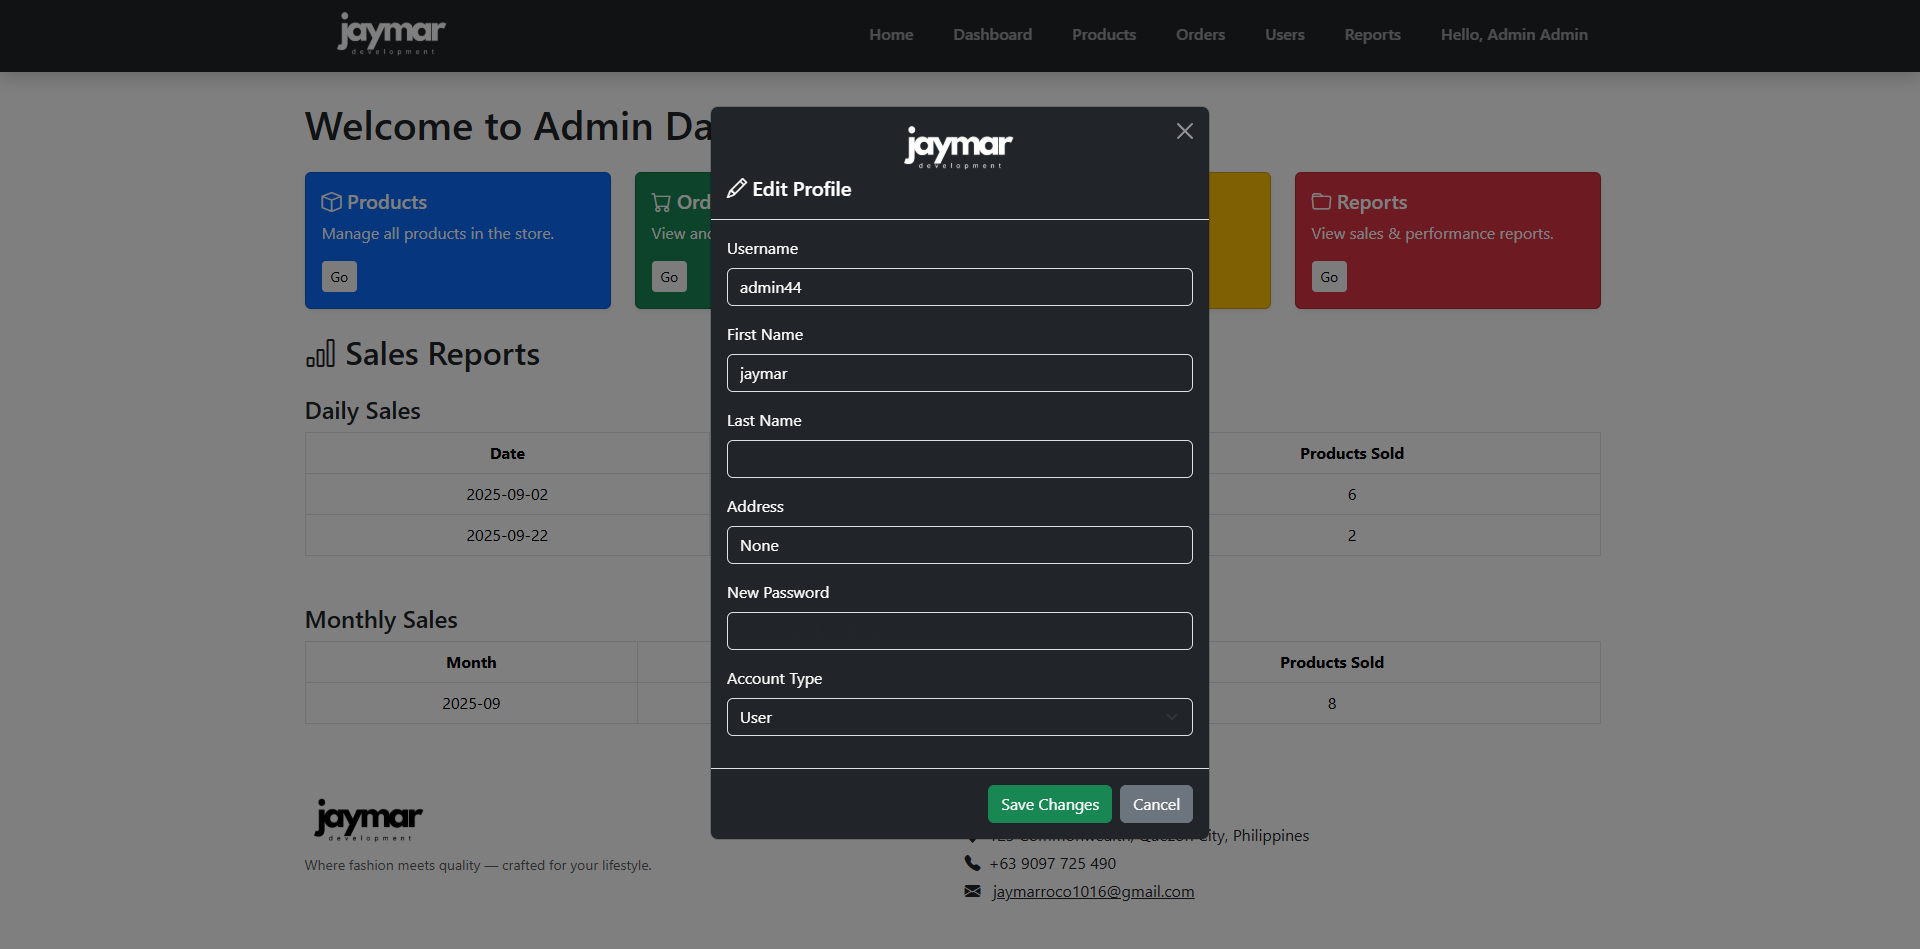 jaymar
development
Home Dashboard Products Orders Users Reports Hello, Admin Admin
Welcome to Admin Da
Products
Manage all products in the store.
Go
Ord
View and
Go
Reports
View sales & performance reports.
Go
Sales Reports
Daily Sales
Date Products Sold
2025-09-02 6
2025-09-22 2
Monthly Sales
Month Products Sold
2025-09 8
jaymar
development
Edit Profile
Username
admin44
First Name
jaymar
Last Name
Address
None
New Password
Account Type
User
Save Changes Cancel
jaymar
development
Where fashion meets quality — crafted for your lifestyle.
City, Philippines
+63 9097 725 490
jaymarroco1016@gmail.com